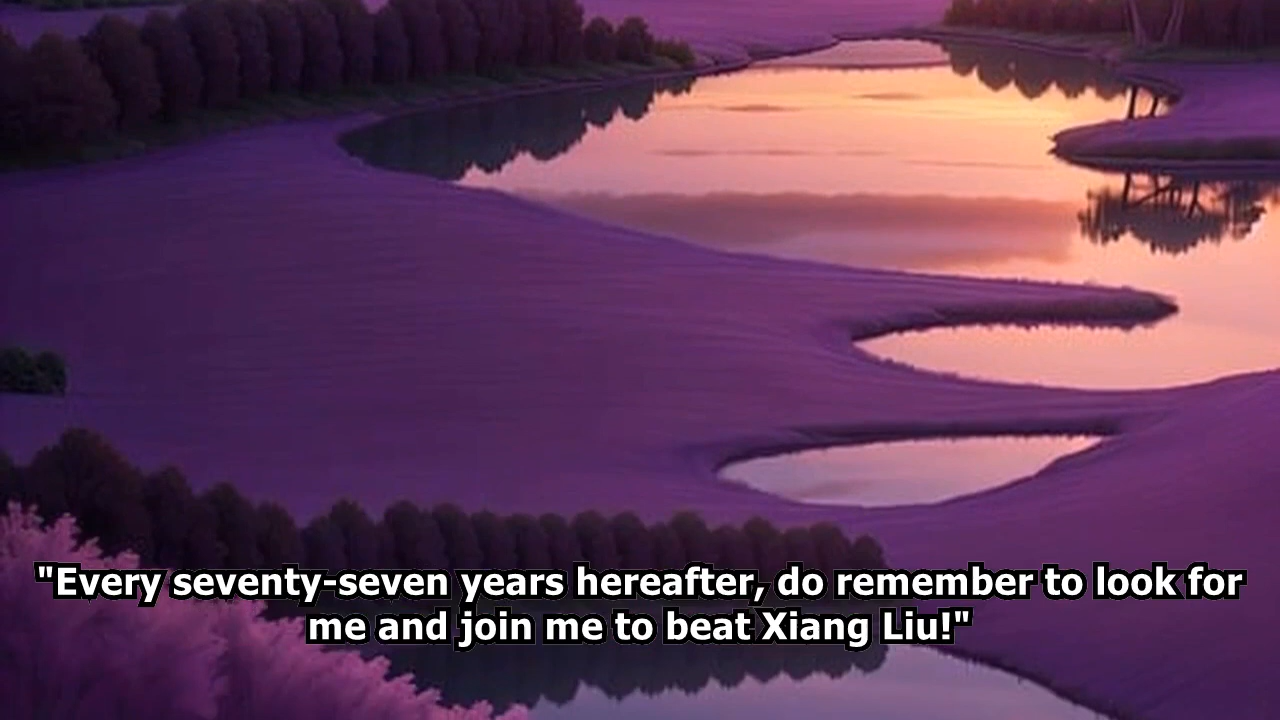 "Every seventy-seven years hereafter, do remember to look for
me and join me to beat Xiang Liu!"